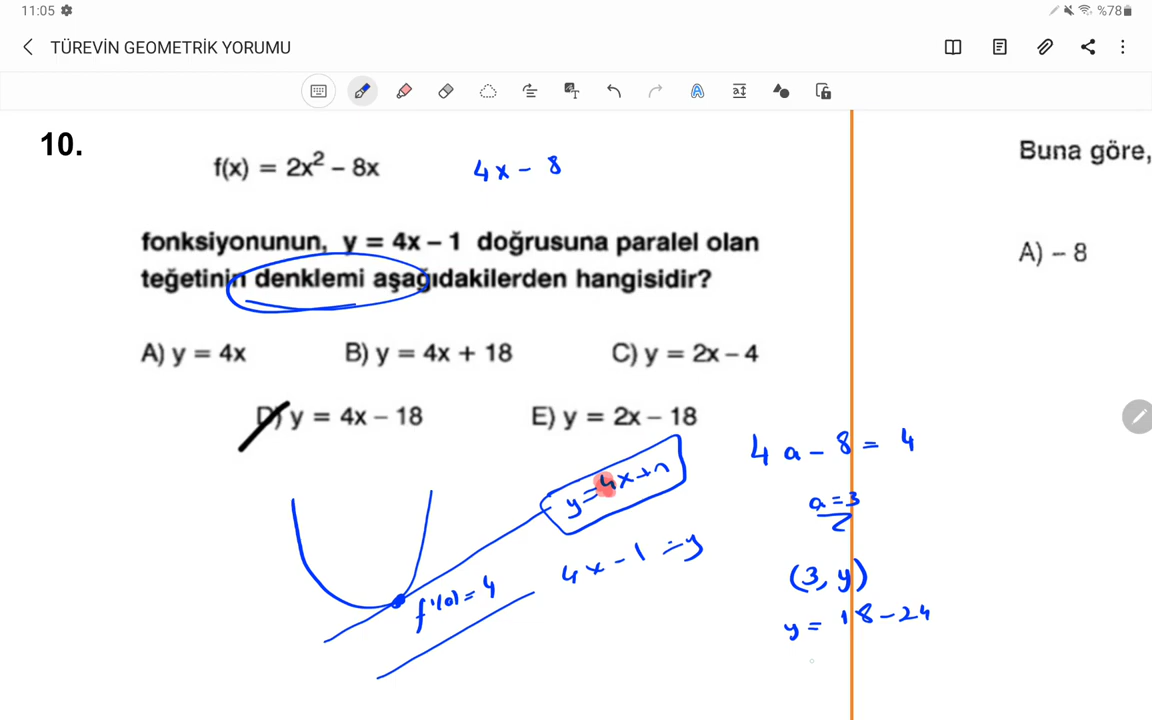 11:05
%78
TÜREVİN GEOMETRİK YORUMU
10.
f(x) = 2x² – 8x
4x – 8
fonksiyonunun, y = 4x – 1 doğrusuna paralel olan
teğetinin denklemi aşağıdakilerden hangisidir?
A) y = 4x
B) y = 4x + 18
C) y = 2x – 4
D) y = 4x – 18
E) y = 2x – 18
y = 4x+n
4x – 1 = y
f'(a) = 4
4a – 8 = 4
a = 3
(3, y)
y = 18 – 24
Buna göre,
A) – 8